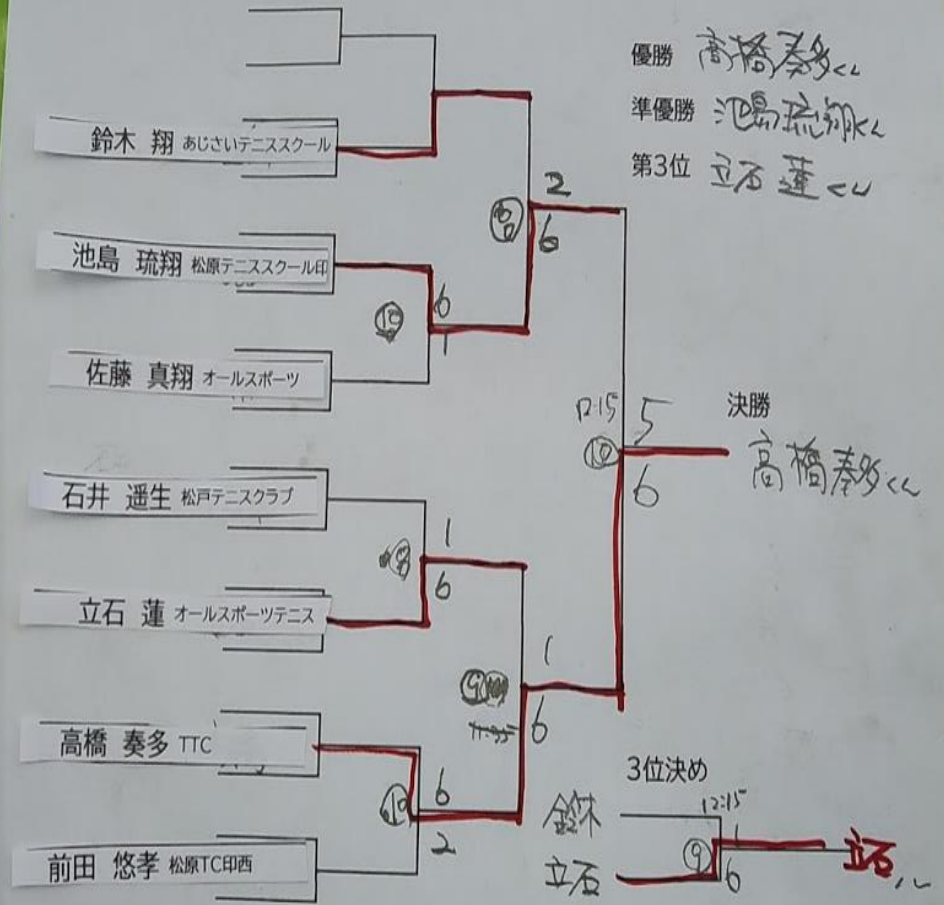 優勝 高橋奏多くん
準優勝 池島琉翔くん
第3位 立石蓮くん
鈴木 翔 あじさいテニススクール
2
6
池島 琉翔 松原テニススクール印
6
⑩
1
佐藤 真翔 オールスポーツ
12:15
5
決勝
⑩
6
高橋奏多くん
石井 遥生 松戸テニスクラブ
1
6
立石 蓮 オールスポーツテニス
1
⑨
6
高橋 奏多 TTC
6
⑩
2
3位決め
12:15
鈴木
1
立石
⑨
6
立石
前田 悠孝 松原TC印西